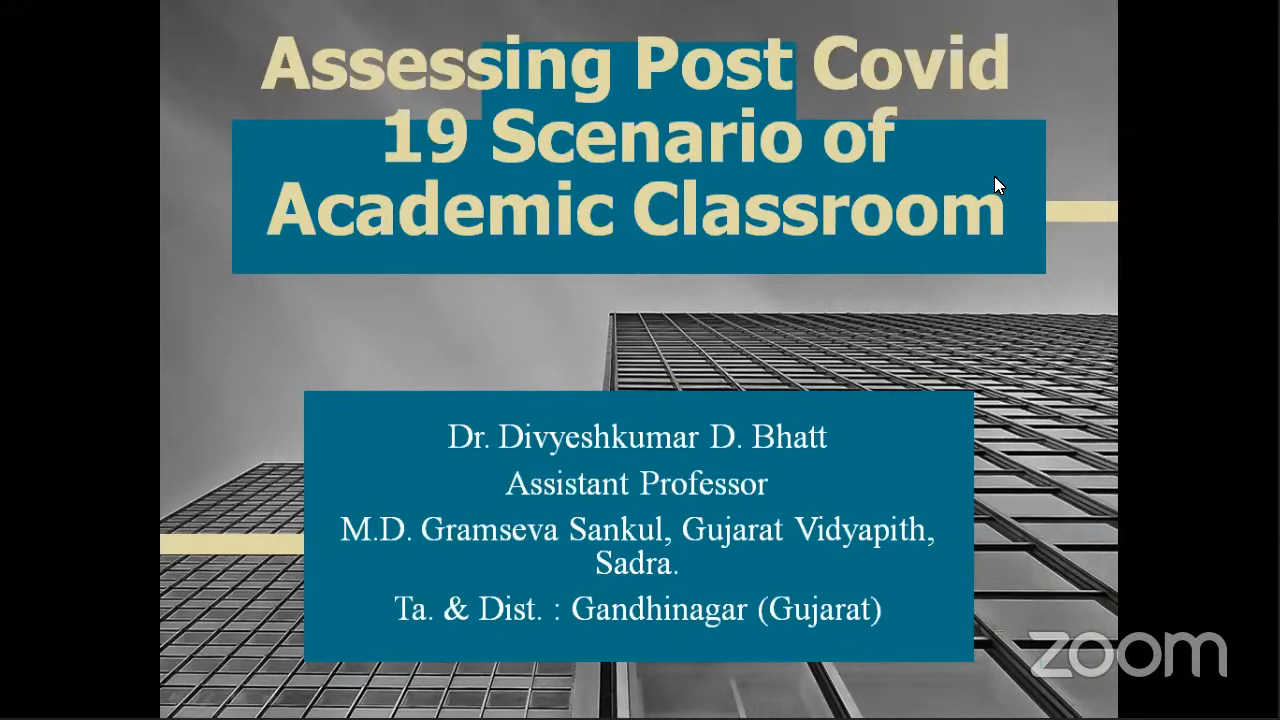 Assessing Post Covid
19 Scenario of
Academic Classroom
Dr. Divyeshkumar D. Bhatt
Assistant Professor
M.D. Gramseva Sankul, Gujarat Vidyapith,
Sadra.
Ta. & Dist. : Gandhinagar (Gujarat)
zoom